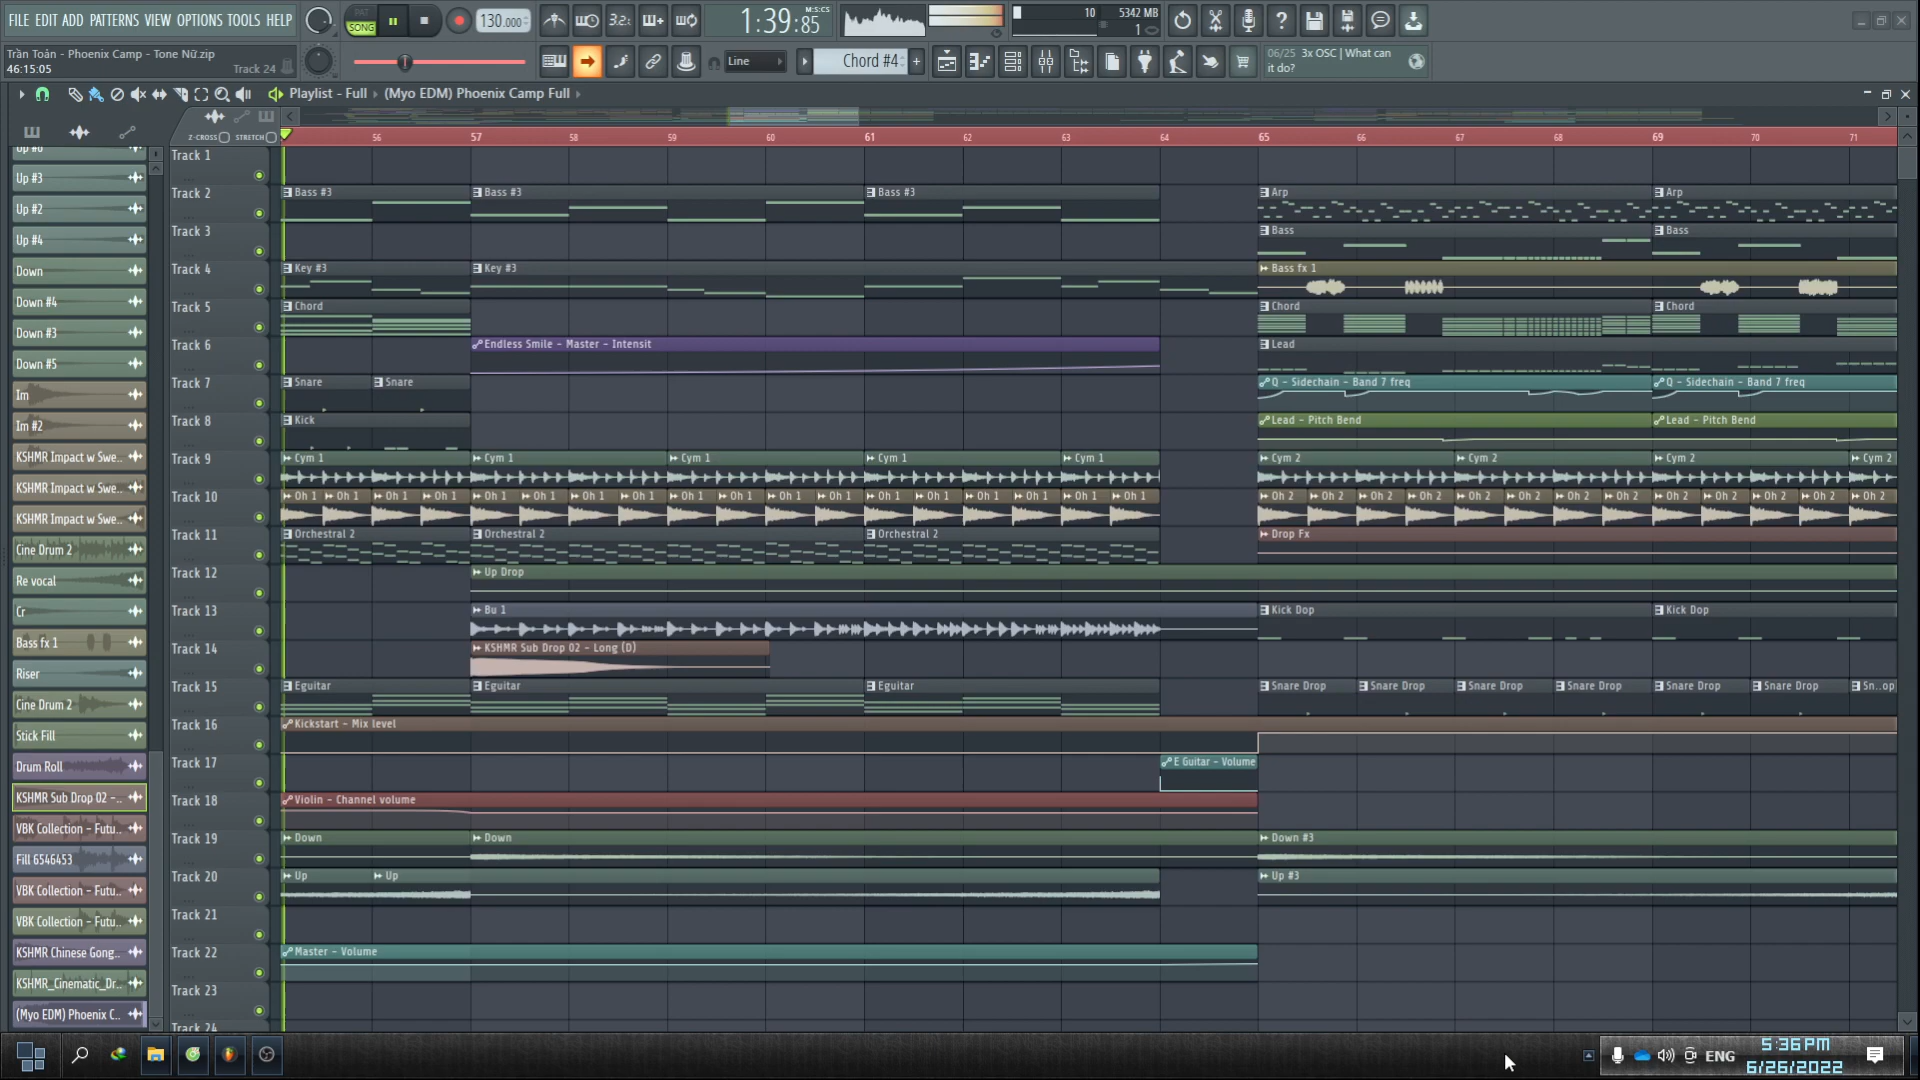 FILE EDIT ADD PATTERNS VIEW OPTIONS TOOLS HELP
PAT
SONG
130.000
3.2:
1:39:85
M:S:CS
10
5342 MB
1
Trần Toản - Phoenix Camp - Tone Nữ.zip
46:15:05
Track 24
Line
Chord #4
06/25 3x OSC | What can
it do?
Playlist - Full
(Myo EDM) Phoenix Camp Full
Z-CROSS
STRETCH
56 57 58 59 60 61 62 63 64 65 66 67 68 69 70 71
Up #6
Up #3
Up #2
Up #4
Down
Down #4
Down #3
Down #5
Im
Im #2
KSHMR Impact w Swe..
KSHMR Impact w Swe..
KSHMR Impact w Swe..
Cine Drum 2
Re vocal
Cr
Bass fx 1
Riser
Cine Drum 2
Stick Fill
Drum Roll
KSHMR Sub Drop 02 -..
VBK Collection - Futu..
Fill 6546453
VBK Collection - Futu..
VBK Collection - Futu..
KSHMR Chinese Gong..
KSHMR_Cinematic_Dr..
(Myo EDM) Phoenix C..
Track 1
Track 2
Bass #3 Bass #3 Bass #3 Arp Arp
Track 3
Bass Bass
Track 4
Key #3 Key #3 Bass fx 1
Track 5
Chord Chord Chord
Track 6
Endless Smile - Master - Intensit Lead
Track 7
Snare Snare Q - Sidechain - Band 7 freq Q - Sidechain - Band 7 freq
Track 8
Kick Lead - Pitch Bend Lead - Pitch Bend
Track 9
Cym 1 Cym 1 Cym 1 Cym 1 Cym 1 Cym 2 Cym 2 Cym 2 Cym 2
Track 10
Oh 1 Oh 1 Oh 1 Oh 1 Oh 1 Oh 1 Oh 1 Oh 1 Oh 1 Oh 1 Oh 1 Oh 1 Oh 1 Oh 1 Oh 1 Oh 1 Oh 1 Oh 1 Oh 2 Oh 2 Oh 2 Oh 2 Oh 2 Oh 2 Oh 2 Oh 2 Oh 2 Oh 2 Oh 2 Oh 2 Oh 2
Track 11
Orchestral 2 Orchestral 2 Orchestral 2 Drop Fx
Track 12
Up Drop
Track 13
Bu 1 Kick Dop Kick Dop
Track 14
KSHMR Sub Drop 02 - Long (D)
Track 15
Eguitar Eguitar Eguitar Snare Drop Snare Drop Snare Drop Snare Drop Snare Drop Snare Drop Sn..op
Track 16
Kickstart - Mix level
Track 17
E Guitar - Volume
Track 18
Violin - Channel volume
Track 19
Down Down Down #3
Track 20
Up Up Up #3
Track 21
Track 22
Master - Volume
Track 23
Track 24
ENG
5:36 PM
6/26/2022